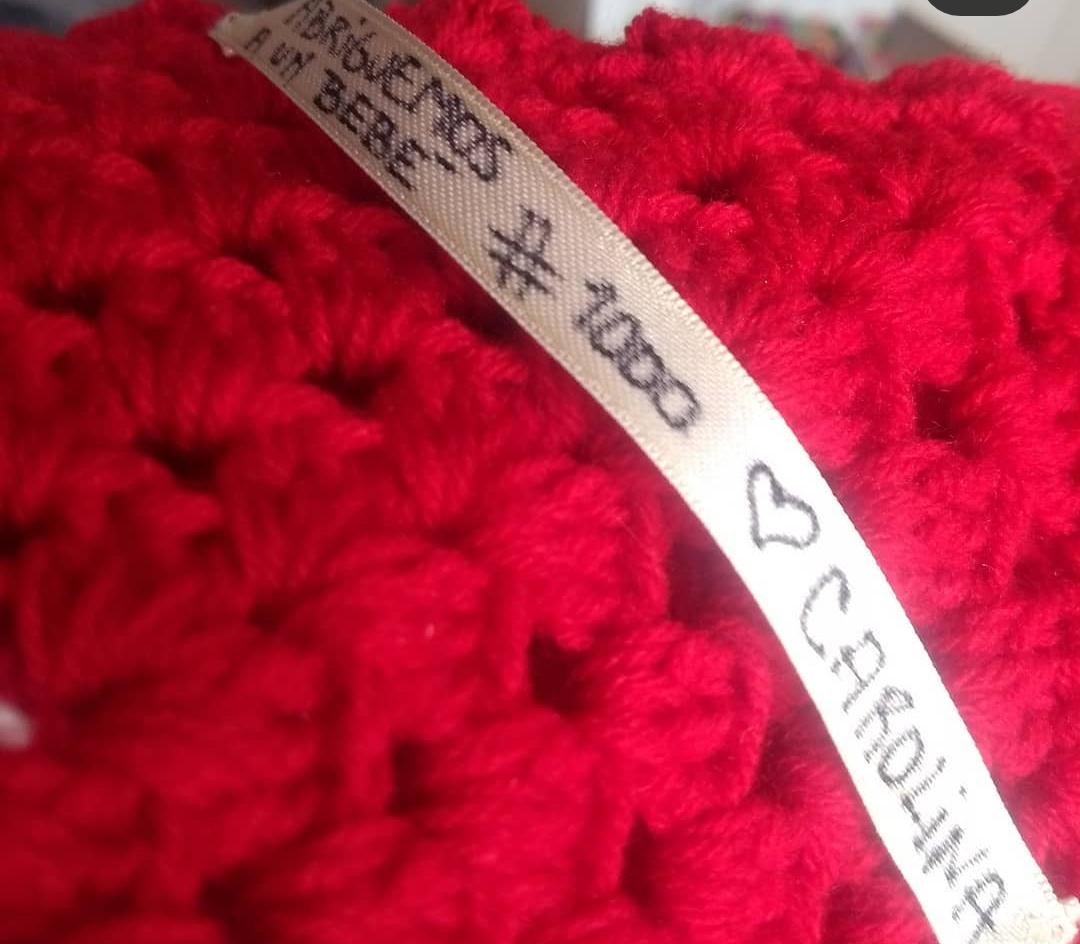 ABRIGUEMOS
A UN BEBE
# 1000
♡ CAROLINA